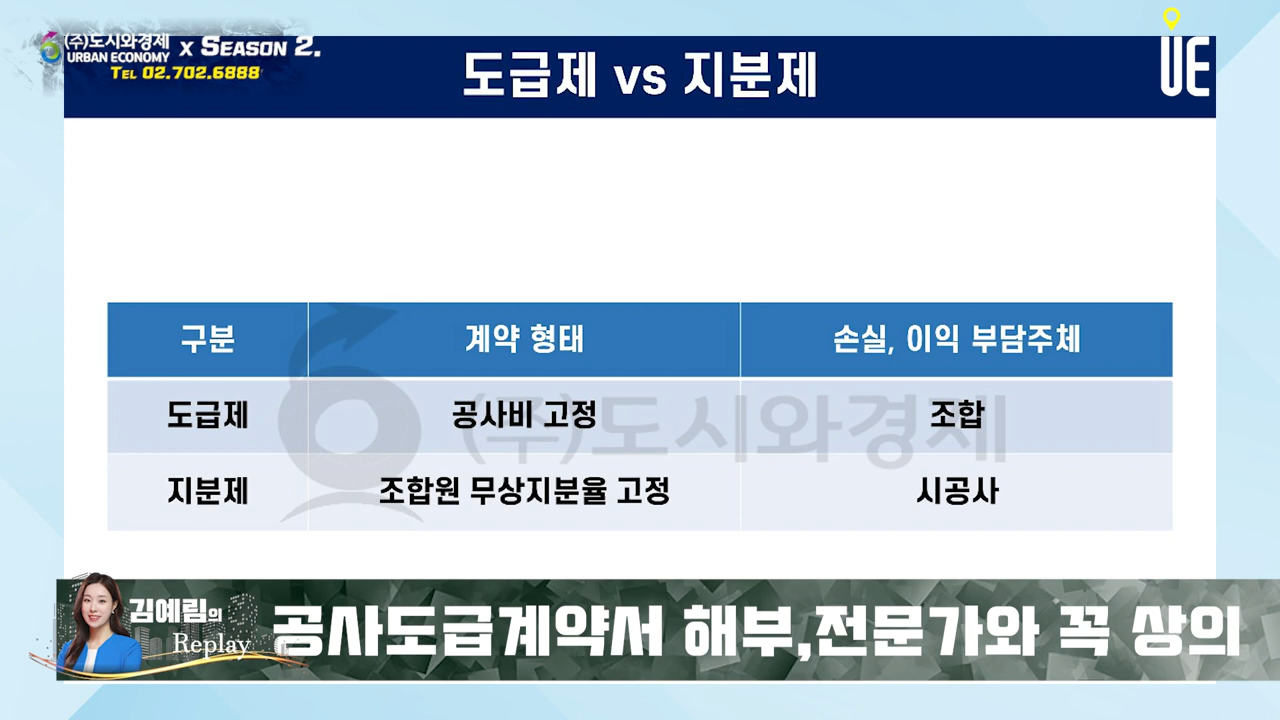 (주)도시와경제
URBAN ECONOMY
X SEASON 2.
TEL 02.702.6888
UE
도급제 vs 지분제
구분 계약 형태 손실, 이익 부담주체
도급제 공사비 고정 조합
지분제 조합원 무상지분율 고정 시공사
(주)도시와경제
김예림의
Replay
공사도급계약서 해부,전문가와 꼭 상의